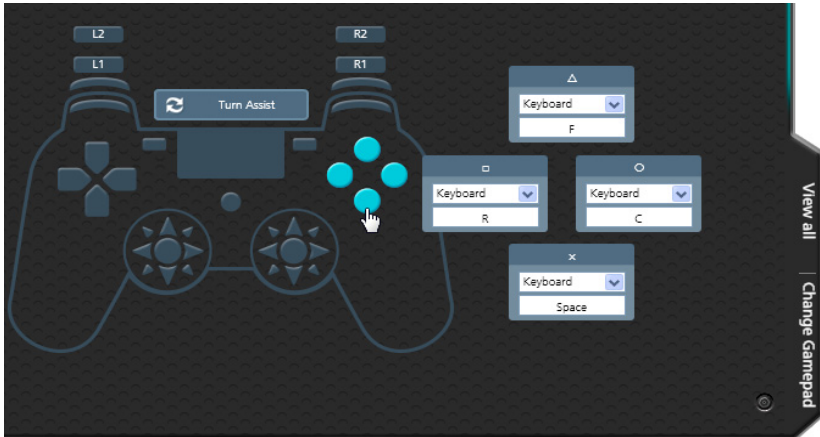 L2
R2
L1
R1
Turn Assist
△
Keyboard
F
□
Keyboard
R
○
Keyboard
C
×
Keyboard
Space
View all
Change Gamepad